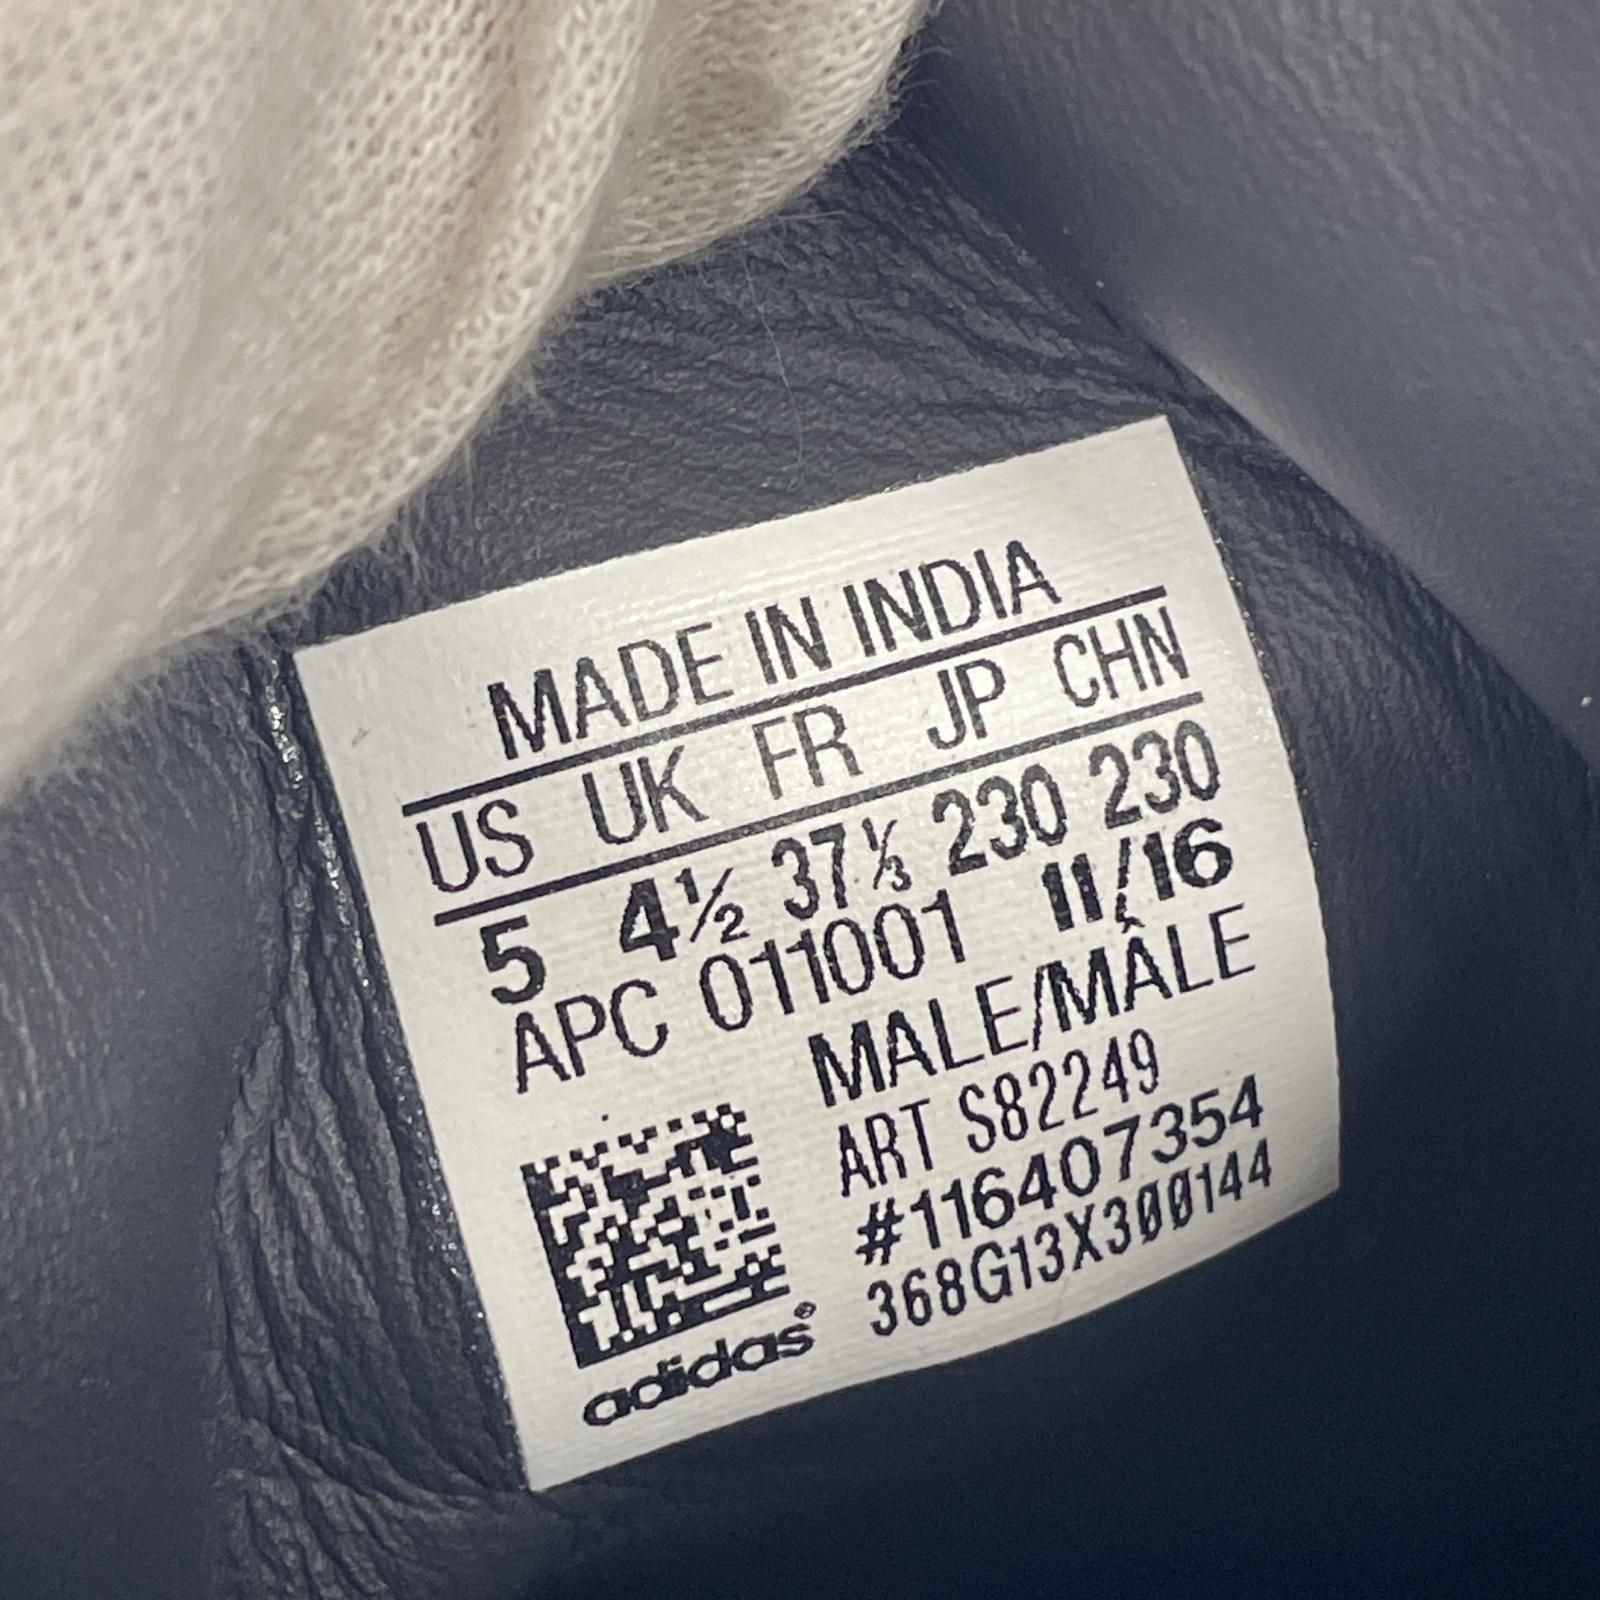 MADE IN INDIA
US UK FR JP CHN
5 4½ 37⅓ 230 230
APC 011001 11/16
MALE/MÂLE
ART S82249
#116407354
368G13X300144
adidas®